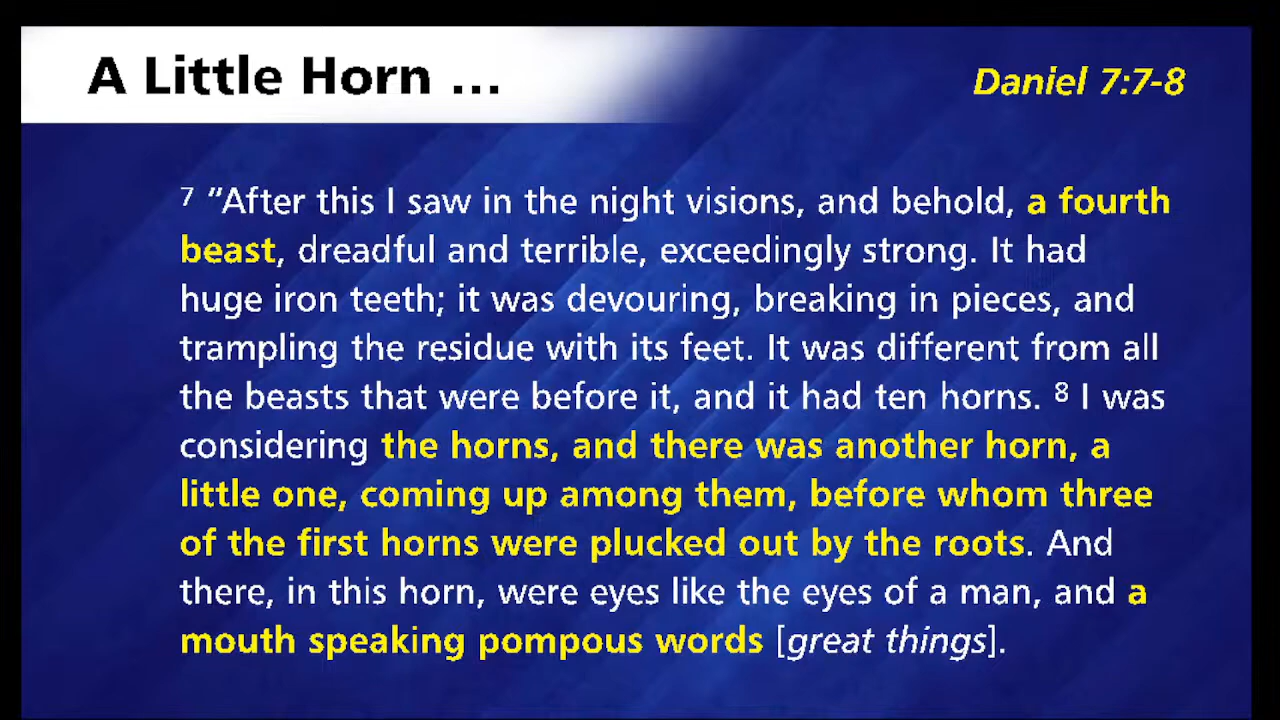 A Little Horn ...
Daniel 7:7-8
7 “After this I saw in the night visions, and behold, a fourth
beast, dreadful and terrible, exceedingly strong. It had
huge iron teeth; it was devouring, breaking in pieces, and
trampling the residue with its feet. It was different from all
the beasts that were before it, and it had ten horns. 8 I was
considering the horns, and there was another horn, a
little one, coming up among them, before whom three
of the first horns were plucked out by the roots. And
there, in this horn, were eyes like the eyes of a man, and a
mouth speaking pompous words [great things].